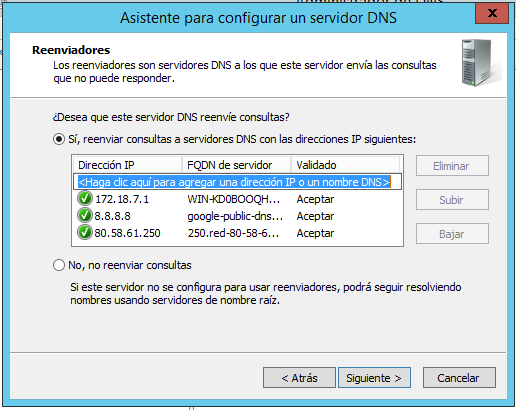 Asistente para configurar un servidor DNS
x
Reenviadores
Los reenviadores son servidores DNS a los que este servidor envía las consultas
que no puede responder.
¿Desea que este servidor DNS reenvíe consultas?
Sí, reenviar consultas a servidores DNS con las direcciones IP siguientes:
Dirección IP FQDN de servidor Validado
<Haga clic aquí para agregar una dirección IP o un nombre DNS>
172.18.7.1 WIN-KD0BOOQH... Aceptar
8.8.8.8 google-public-dns... Aceptar
80.58.61.250 250.red-80-58-6... Aceptar
Eliminar
Subir
Bajar
No, no reenviar consultas
Si este servidor no se configura para usar reenviadores, podrá seguir resolviendo
nombres usando servidores de nombre raíz.
< Atrás Siguiente > Cancelar